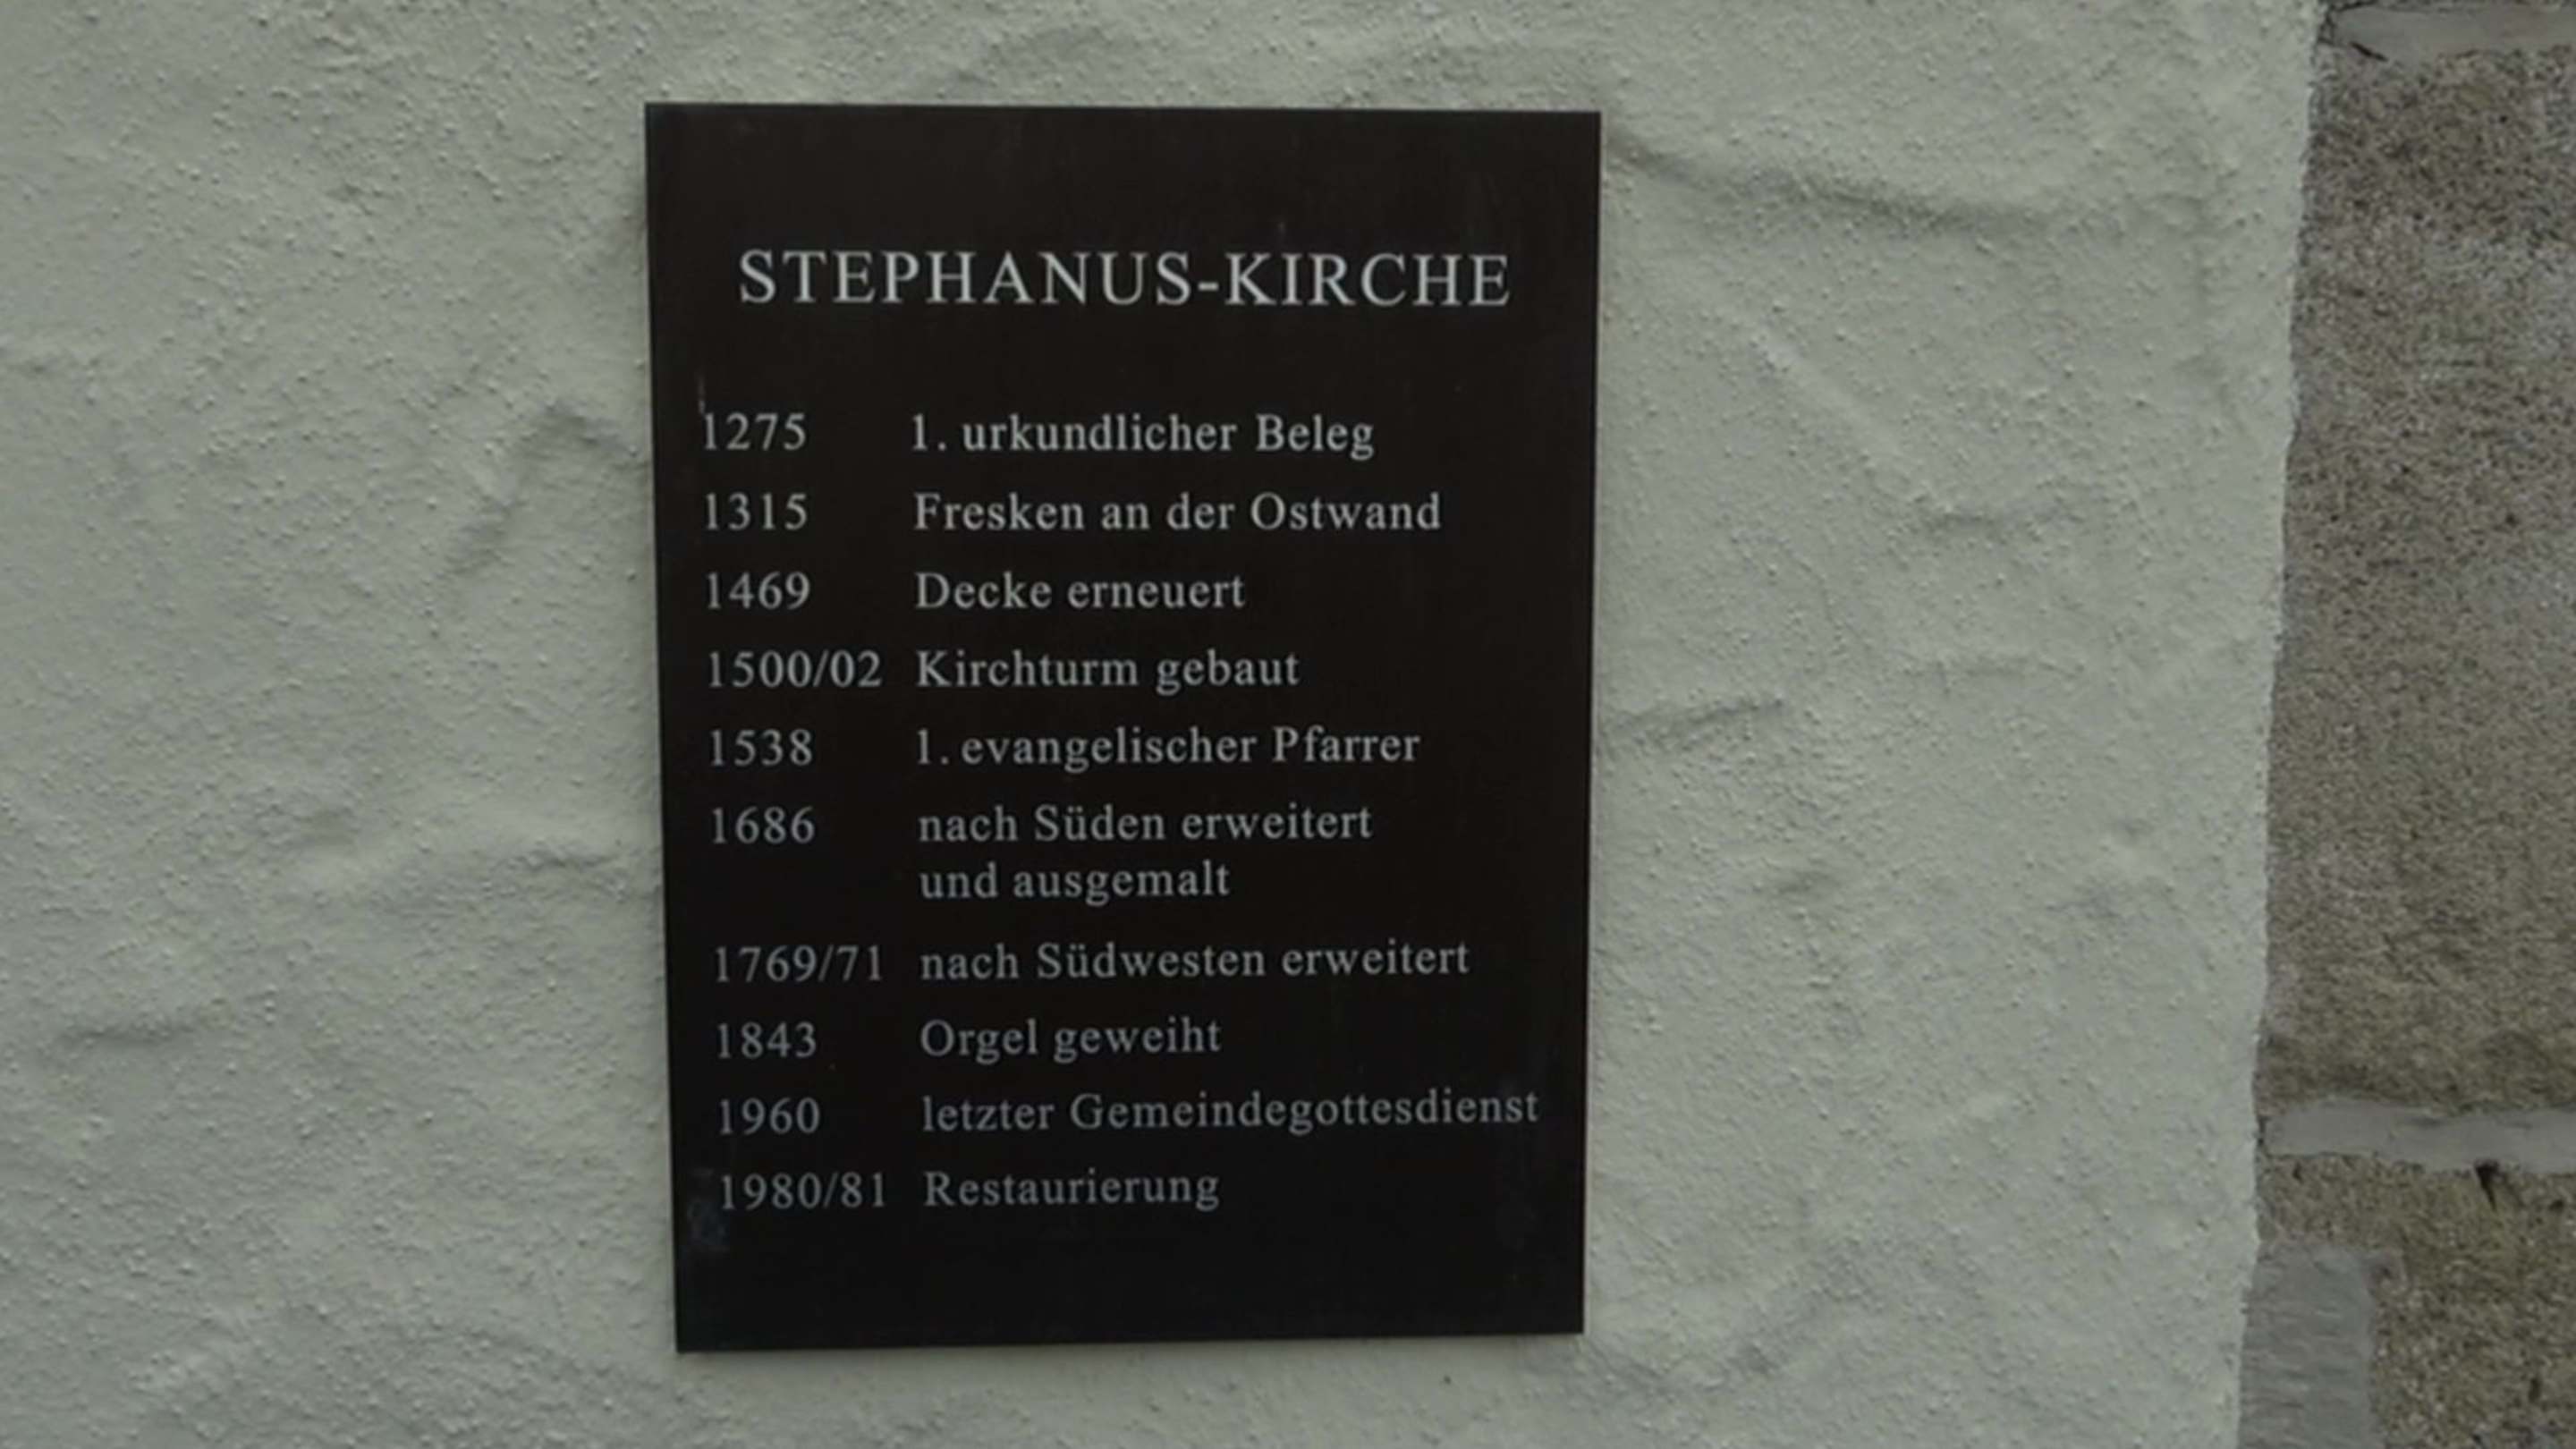 STEPHANUS-KIRCHE
1275 1. urkundlicher Beleg
1315 Fresken an der Ostwand
1469 Decke erneuert
1500/02 Kirchturm gebaut
1538 1. evangelischer Pfarrer
1686 nach Süden erweitert
und ausgemalt
1769/71 nach Südwesten erweitert
1843 Orgel geweiht
1960 letzter Gemeindegottesdienst
1980/81 Restaurierung